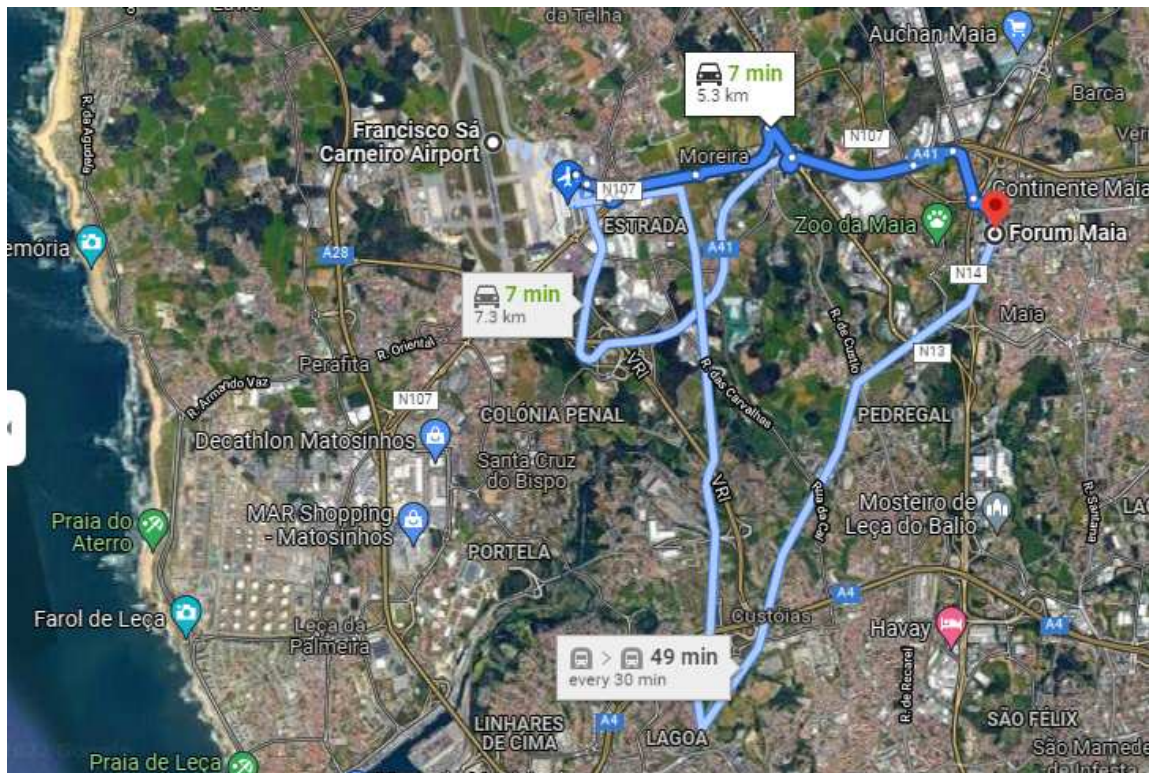 da Telha
Auchan Maia
7 min
5.3 km
Barca
R. da Agudela
Francisco Sá
Carneiro Airport
N107
A41
Moreira
N107
Continente Maia
ESTRADA
Zoo da Maia
Forum Maia
A28
A41
N14
7 min
7.3 km
Maia
R. de Custió
N13
VRI
R. Oriental
Perafita
R. Armando Vaz
R. das Carvalhas
N107
COLÓNIA PENAL
PEDREGAL
Decathlon Matosinhos
Santa Cruz
do Bispo
VRI
Mosteiro de
Leça do Balio
MAR Shopping
- Matosinhos
Praia do
Aterro
PORTELA
A4
Farol de Leça
Custóias
Leça da
Palmeira
Havay
A4
49 min
every 30 min
R. de Recarei
LINHARES
DE CIMA
A4
LAGOA
SÃO FÉLIX
São Mamede
de Infesta
Praia de Leça